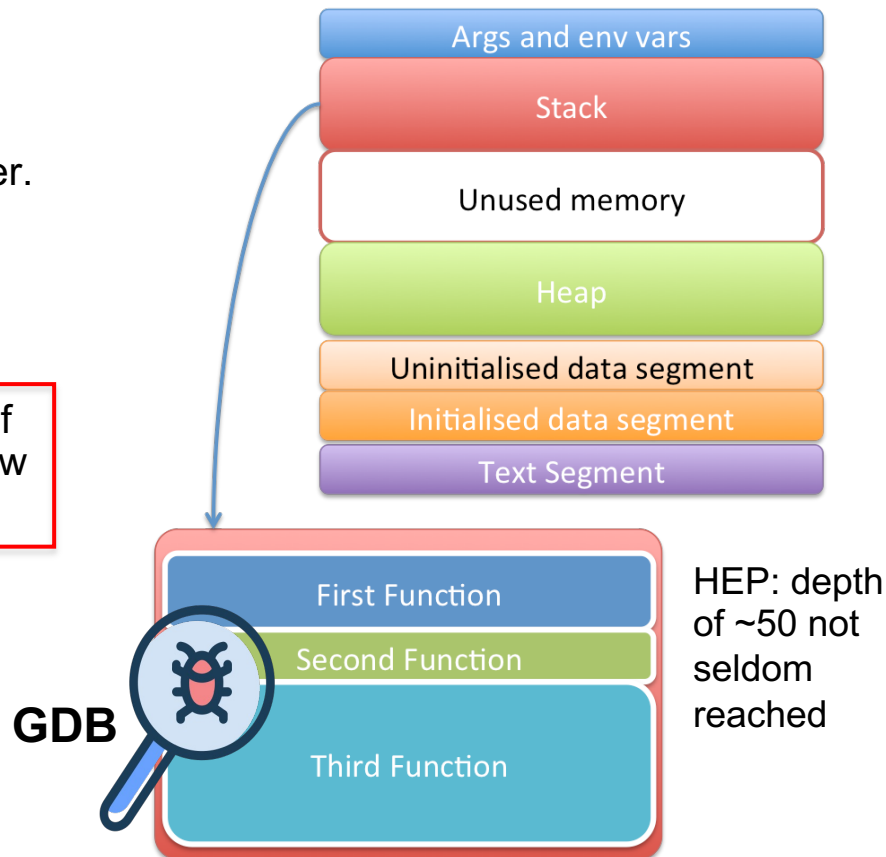 Args and env vars
Stack
er.
Unused memory
Heap
Uninitialised data segment
f
Initialised data segment
w
Text Segment
First Function
HEP: depth
of ~50 not
Second Function
seldom
GDB
reached
Third Function